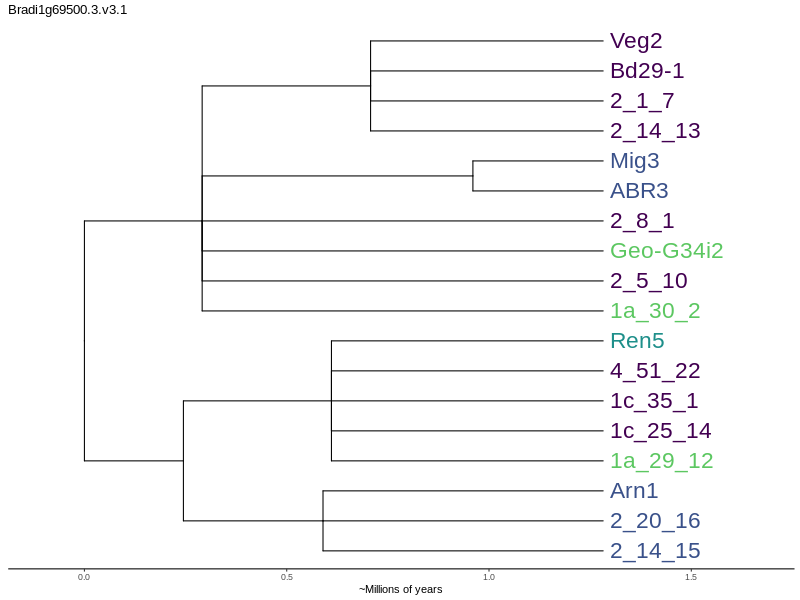 Bradi1g69500.3.v3.1
Veg2
Bd29-1
2_1_7
2_14_13
Mig3
ABR3
2_8_1
Geo-G34i2
2_5_10
1a_30_2
Ren5
4_51_22
1c_35_1
1c_25_14
1a_29_12
Arn1
2_20_16
2_14_15
0.0 0.5 1.0 1.5
~Millions of years